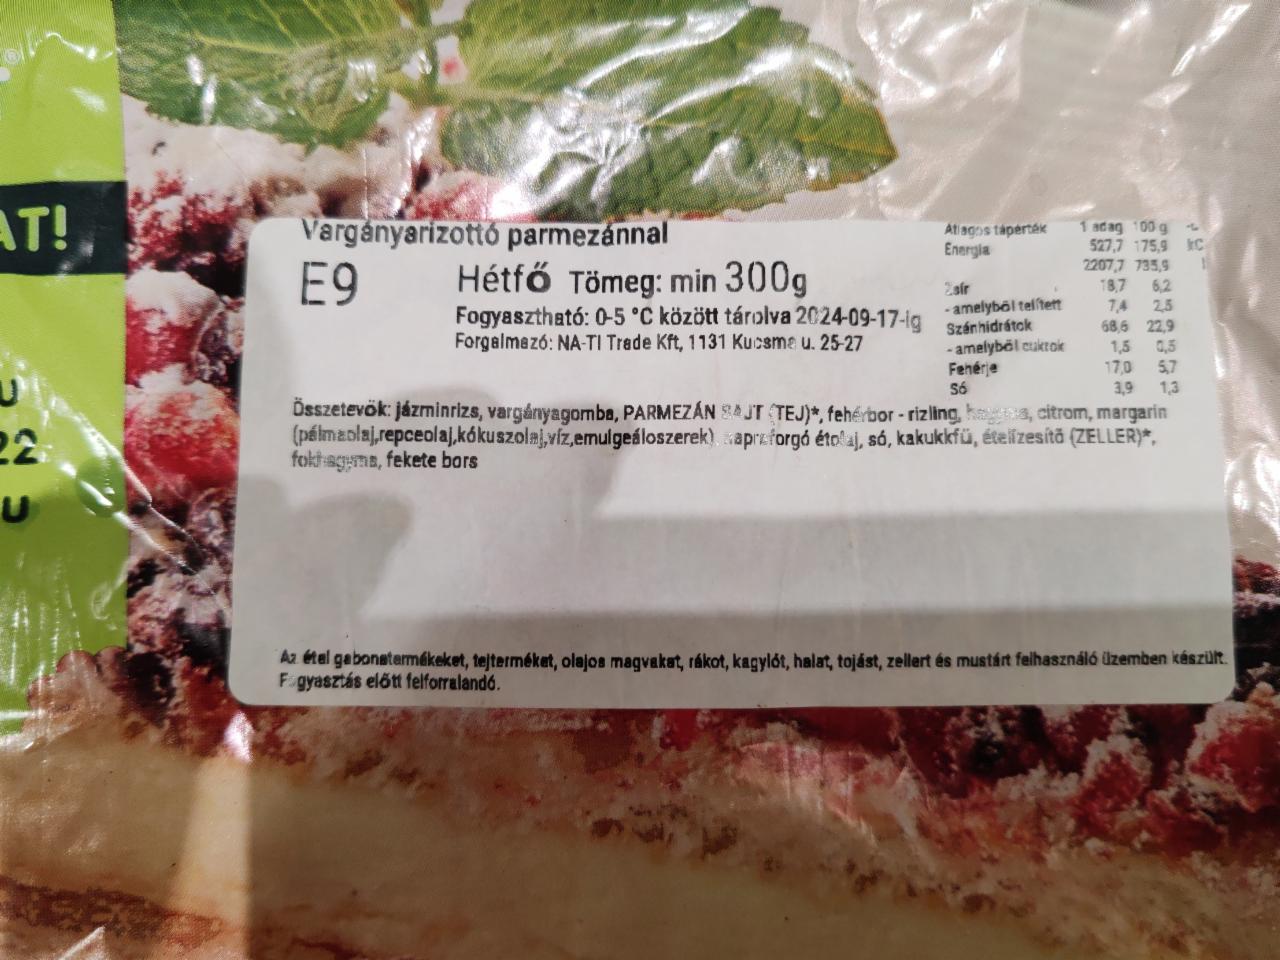 AT!
U
22
U
Vargányarizottó parmezánnal
E9
Hétfő Tömeg: min 300g
Fogyasztható: 0-5 °C között tárolva 2024-09-17-ig
Forgalmazó: NA-TI Trade Kft, 1131 Kucsma u. 25-27
Átlagos tápérték 1 adag 100 g
Energia 527,7 175,9 kC
2207,7 735,9
Zsír 18,7 6,2
- amelyből telített 7,4 2,5
Szénhidrátok 68,6 22,9
- amelyből cukrok 1,5 0,5
Fehérje 17,0 5,7
Só 3,9 1,3
Összetevők: jázminrizs, vargányagomba, PARMEZÁN SAJT (TEJ)*, fehérbor - rizling, hagyma, citrom, margarin
(pálmaolaj,repceolaj,kókuszolaj,víz,emulgeálószerek), napraforgó étolaj, só, kakukkfű, ételízesítő (ZELLER)*,
fokhagyma, fekete bors
Az étel gabonatermékeket, tejterméket, olajos magvakat, rákot, kagylót, halat, tojást, zellert és mustárt felhasználó üzemben készült.
Fogyasztás előtt felforralandó.